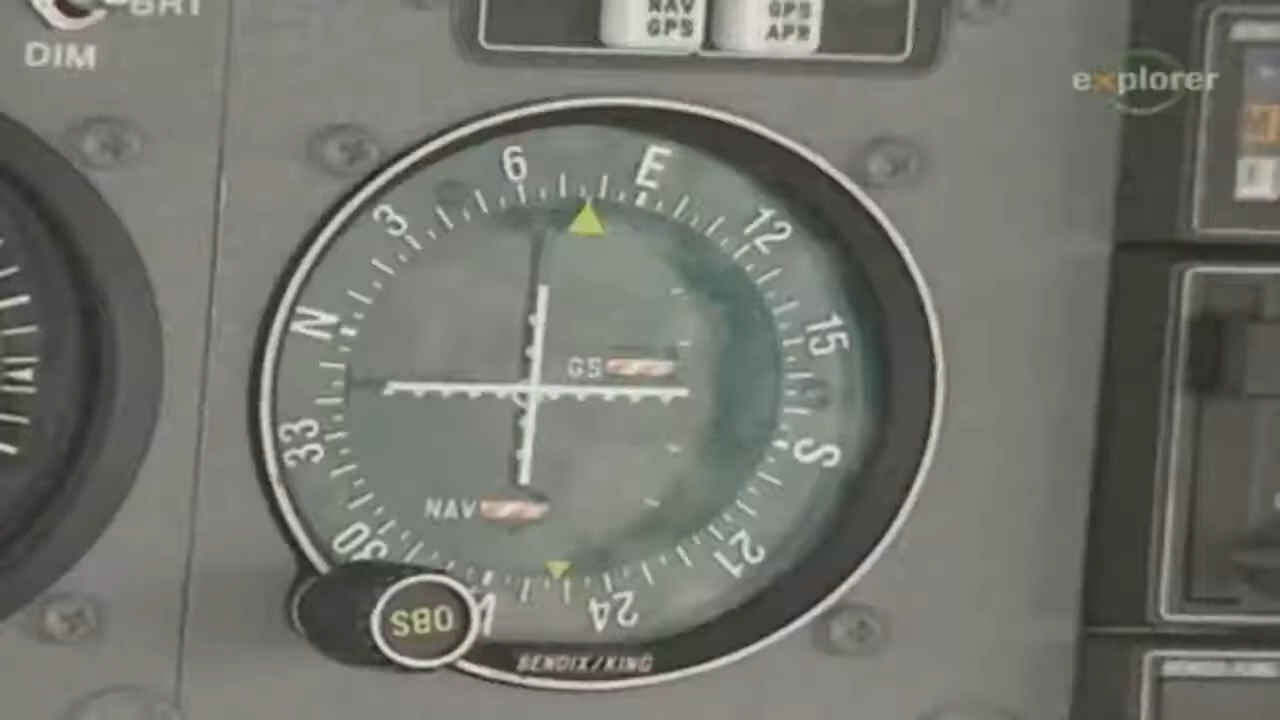 BRT
DIM
NAV
GPS
GPS
APR
explorer
6
E
3
12
N
15
GS
33
S
NAV
30
21
24
OBS
BENDIX/KING